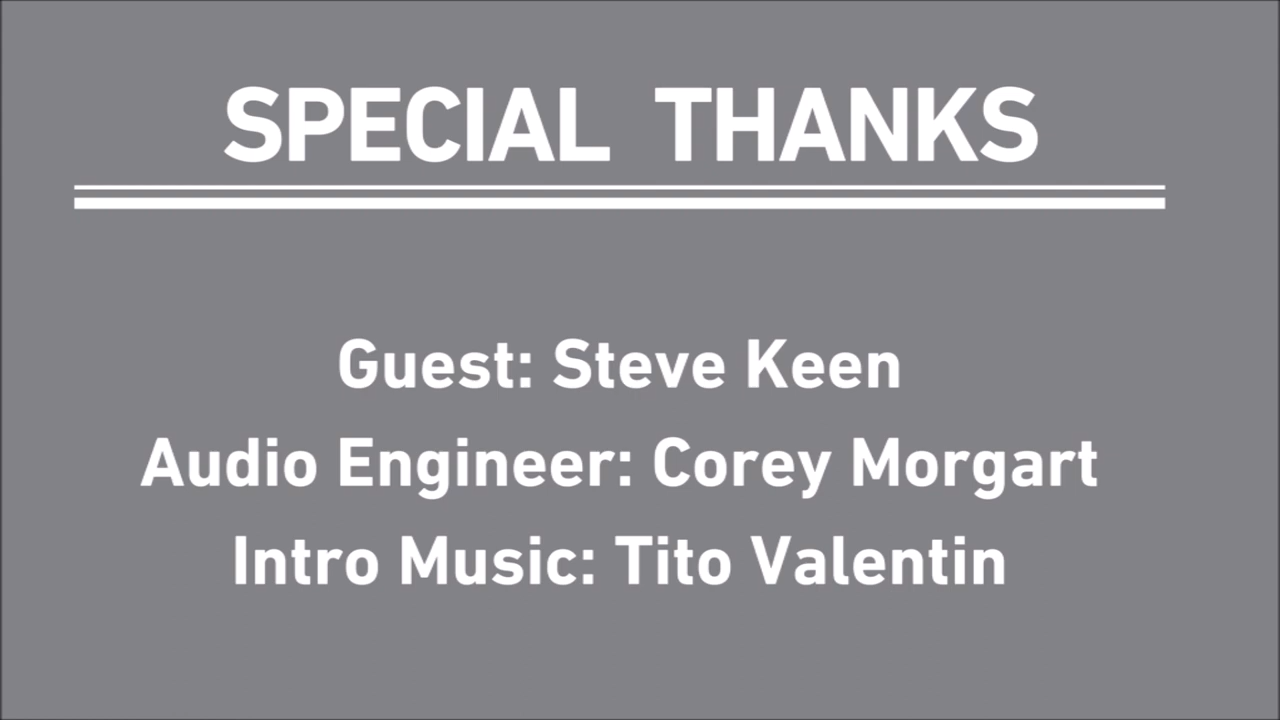 SPECIAL THANKS
Guest: Steve Keen
Audio Engineer: Corey Morgart
Intro Music: Tito Valentin